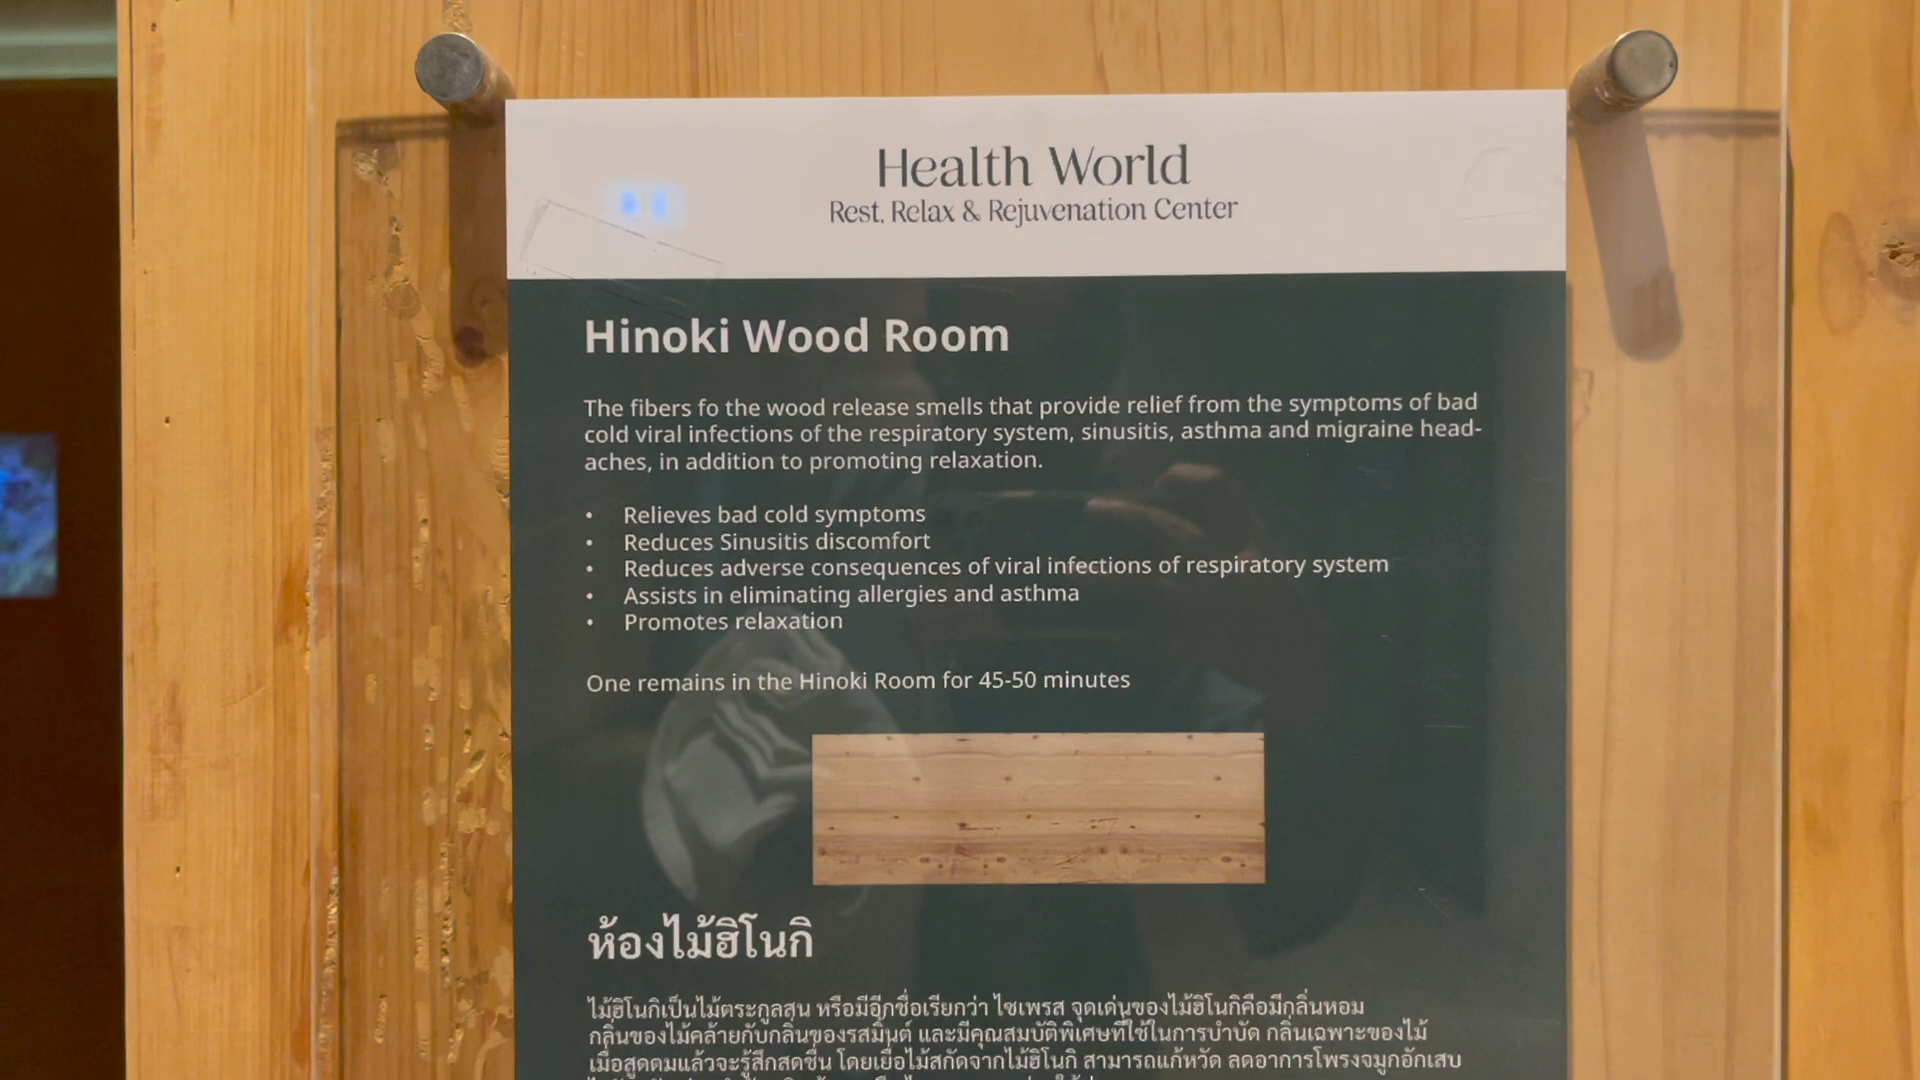 Health World
Rest, Relax & Rejuvenation Center
Hinoki Wood Room
The fibers fo the wood release smells that provide relief from the symptoms of bad
cold viral infections of the respiratory system, sinusitis, asthma and migraine head-
aches, in addition to promoting relaxation.
• Relieves bad cold symptoms
• Reduces Sinusitis discomfort
• Reduces adverse consequences of viral infections of respiratory system
• Assists in eliminating allergies and asthma
• Promotes relaxation
One remains in the Hinoki Room for 45-50 minutes
ห้องไม้ฮิโนกิ
ไม้ฮิโนกิเป็นไม้ตระกูลสน หรือมีอีกชื่อเรียกว่า ไซเพรส จุดเด่นของไม้ฮิโนกิคือมีกลิ่นหอม
กลิ่นของไม้คล้ายกับกลิ่นของรสมิ้นต์ และมีคุณสมบัติพิเศษที่ใช้ในการบำบัด กลิ่นเฉพาะของไม้
เมื่อสูดดมแล้วจะรู้สึกสดชื่น โดยเยื่อไม้สกัดจากไม้ฮิโนกิ สามารถแก้หวัด ลดอาการโพรงจมูกอักเสบ